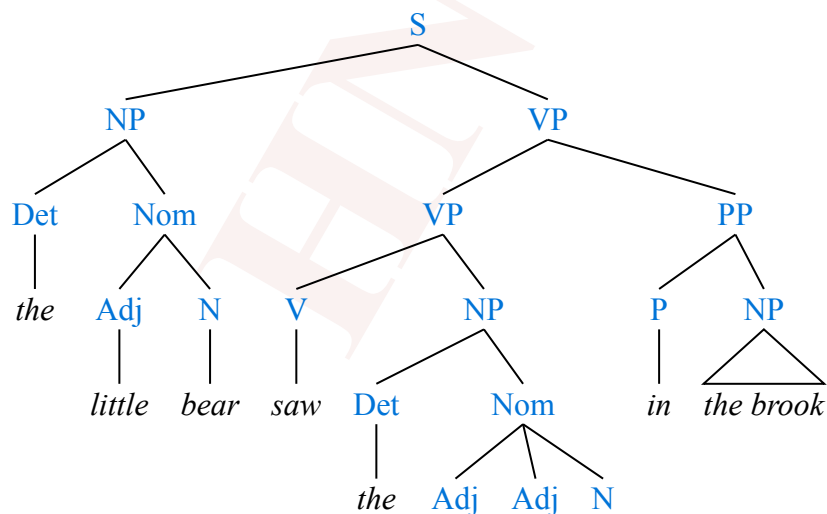 S
NP VP
Det Nom VP PP
the Adj N V NP P NP
little bear saw Det Nom in the brook
the Adj Adj N